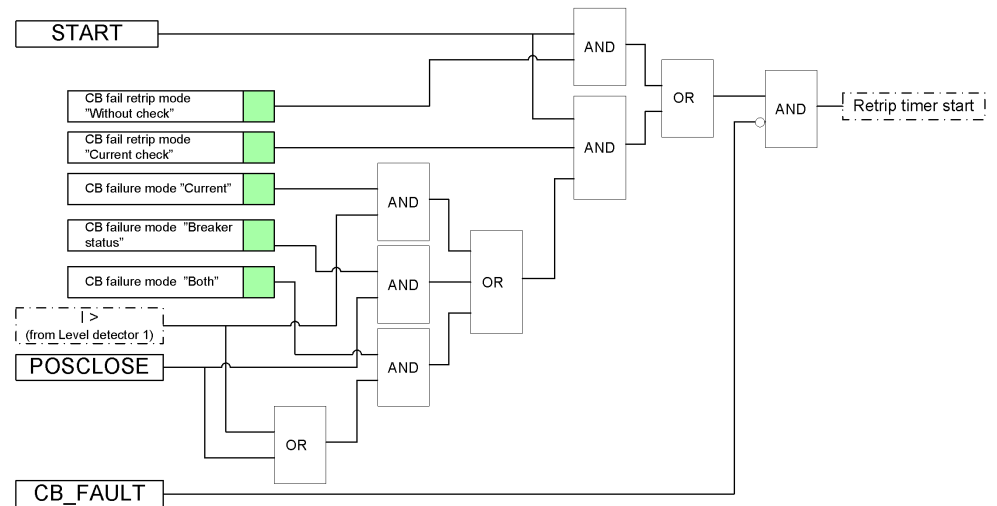 START
AND
CB fail retrip mode
"Without check"
OR
AND
Retrip timer start
CB fail retrip mode
"Current check"
AND
CB failure mode "Current"
AND
CB failure mode "Breaker
status"
AND
OR
CB failure mode "Both"
I >
(from Level detector 1)
POSCLOSE
AND
OR
CB_FAULT